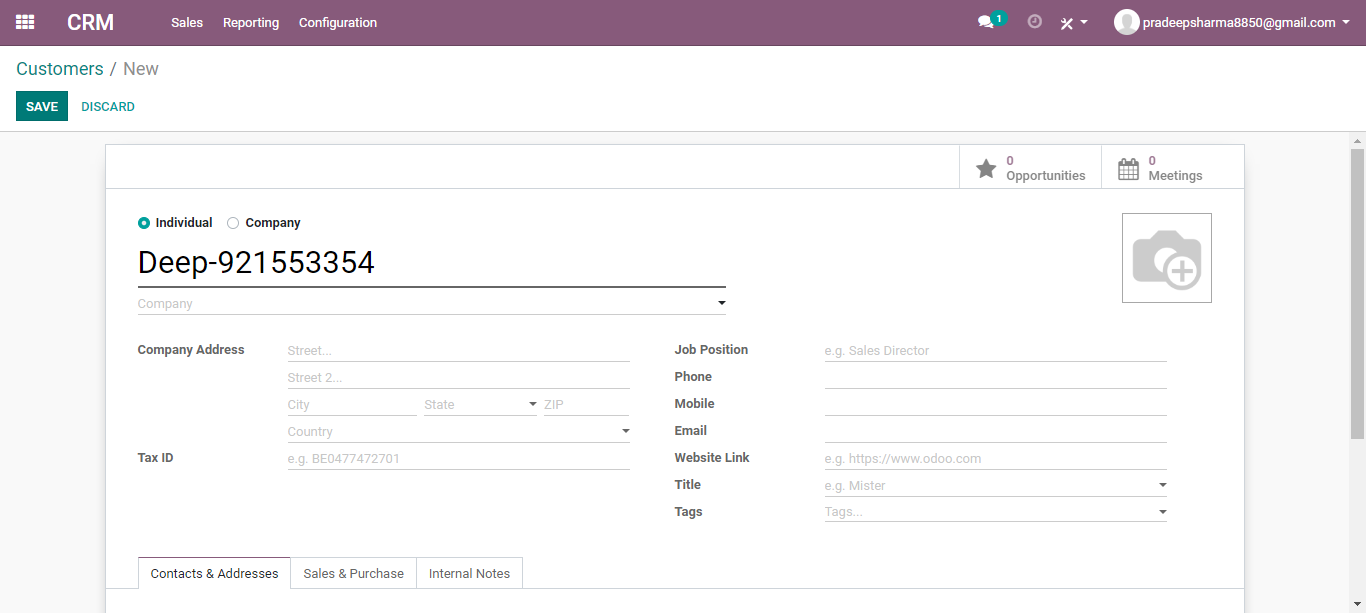 CRM Sales Reporting Configuration 1 pradeepsharma8850@gmail.com
Customers / New
SAVE DISCARD
0 Opportunities
0 Meetings
Individual Company
Deep-921553354
Company
Company Address
Street...
Street 2...
City State ZIP
Country
Tax ID e.g. BE0477472701
Job Position e.g. Sales Director
Phone
Mobile
Email
Website Link e.g. https://www.odoo.com
Title e.g. Mister
Tags Tags...
Contacts & Addresses Sales & Purchase Internal Notes